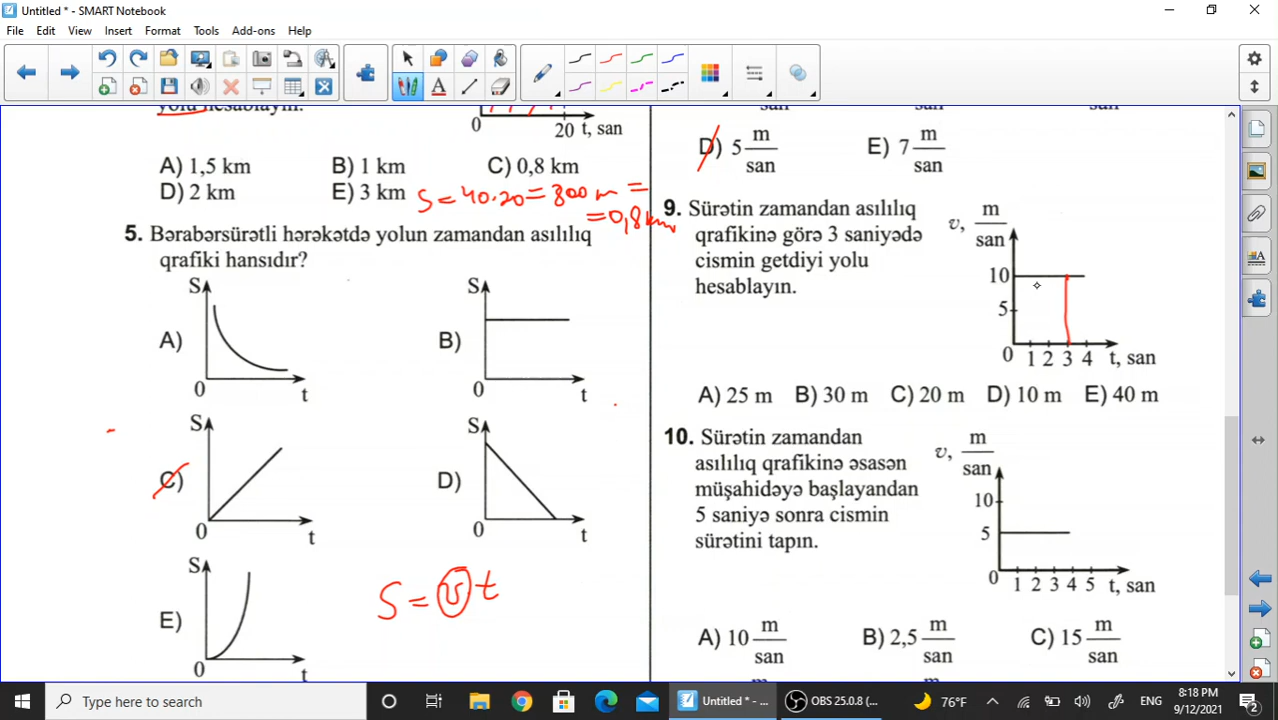 Untitled * - SMART Notebook
File Edit View Insert Format Tools Add-ons Help
A
yolu hesablayın.
0 20 t, san
A) 1,5 km B) 1 km C) 0,8 km
D) 2 km E) 3 km
S = 40·20 = 800 m =
= 0,8 km
5. Bərabərsürətli hərəkətdə yolun zamandan asılılıq
qrafiki hansıdır?
A) S 0 t
B) S 0 t
C) S 0 t
D) S 0 t
E) S 0
S = v t
san san san
D) 5 m/san E) 7 m/san
9. Sürətin zamandan asılılıq
qrafikinə görə 3 saniyədə
cismin getdiyi yolu
hesablayın.
v, m/san
10
5
0 1 2 3 4 t, san
A) 25 m B) 30 m C) 20 m D) 10 m E) 40 m
10. Sürətin zamandan
asılılıq qrafikinə əsasən
müşahidəyə başlayandan
5 saniyə sonra cismin
sürətini tapın.
v, m/san
10
5
0 1 2 3 4 5 t, san
A) 10 m/san B) 2,5 m/san C) 15 m/san
Type here to search
Untitled * - ...
OBS 25.0.8 (...
76°F
ENG
8:18 PM
9/12/2021
2